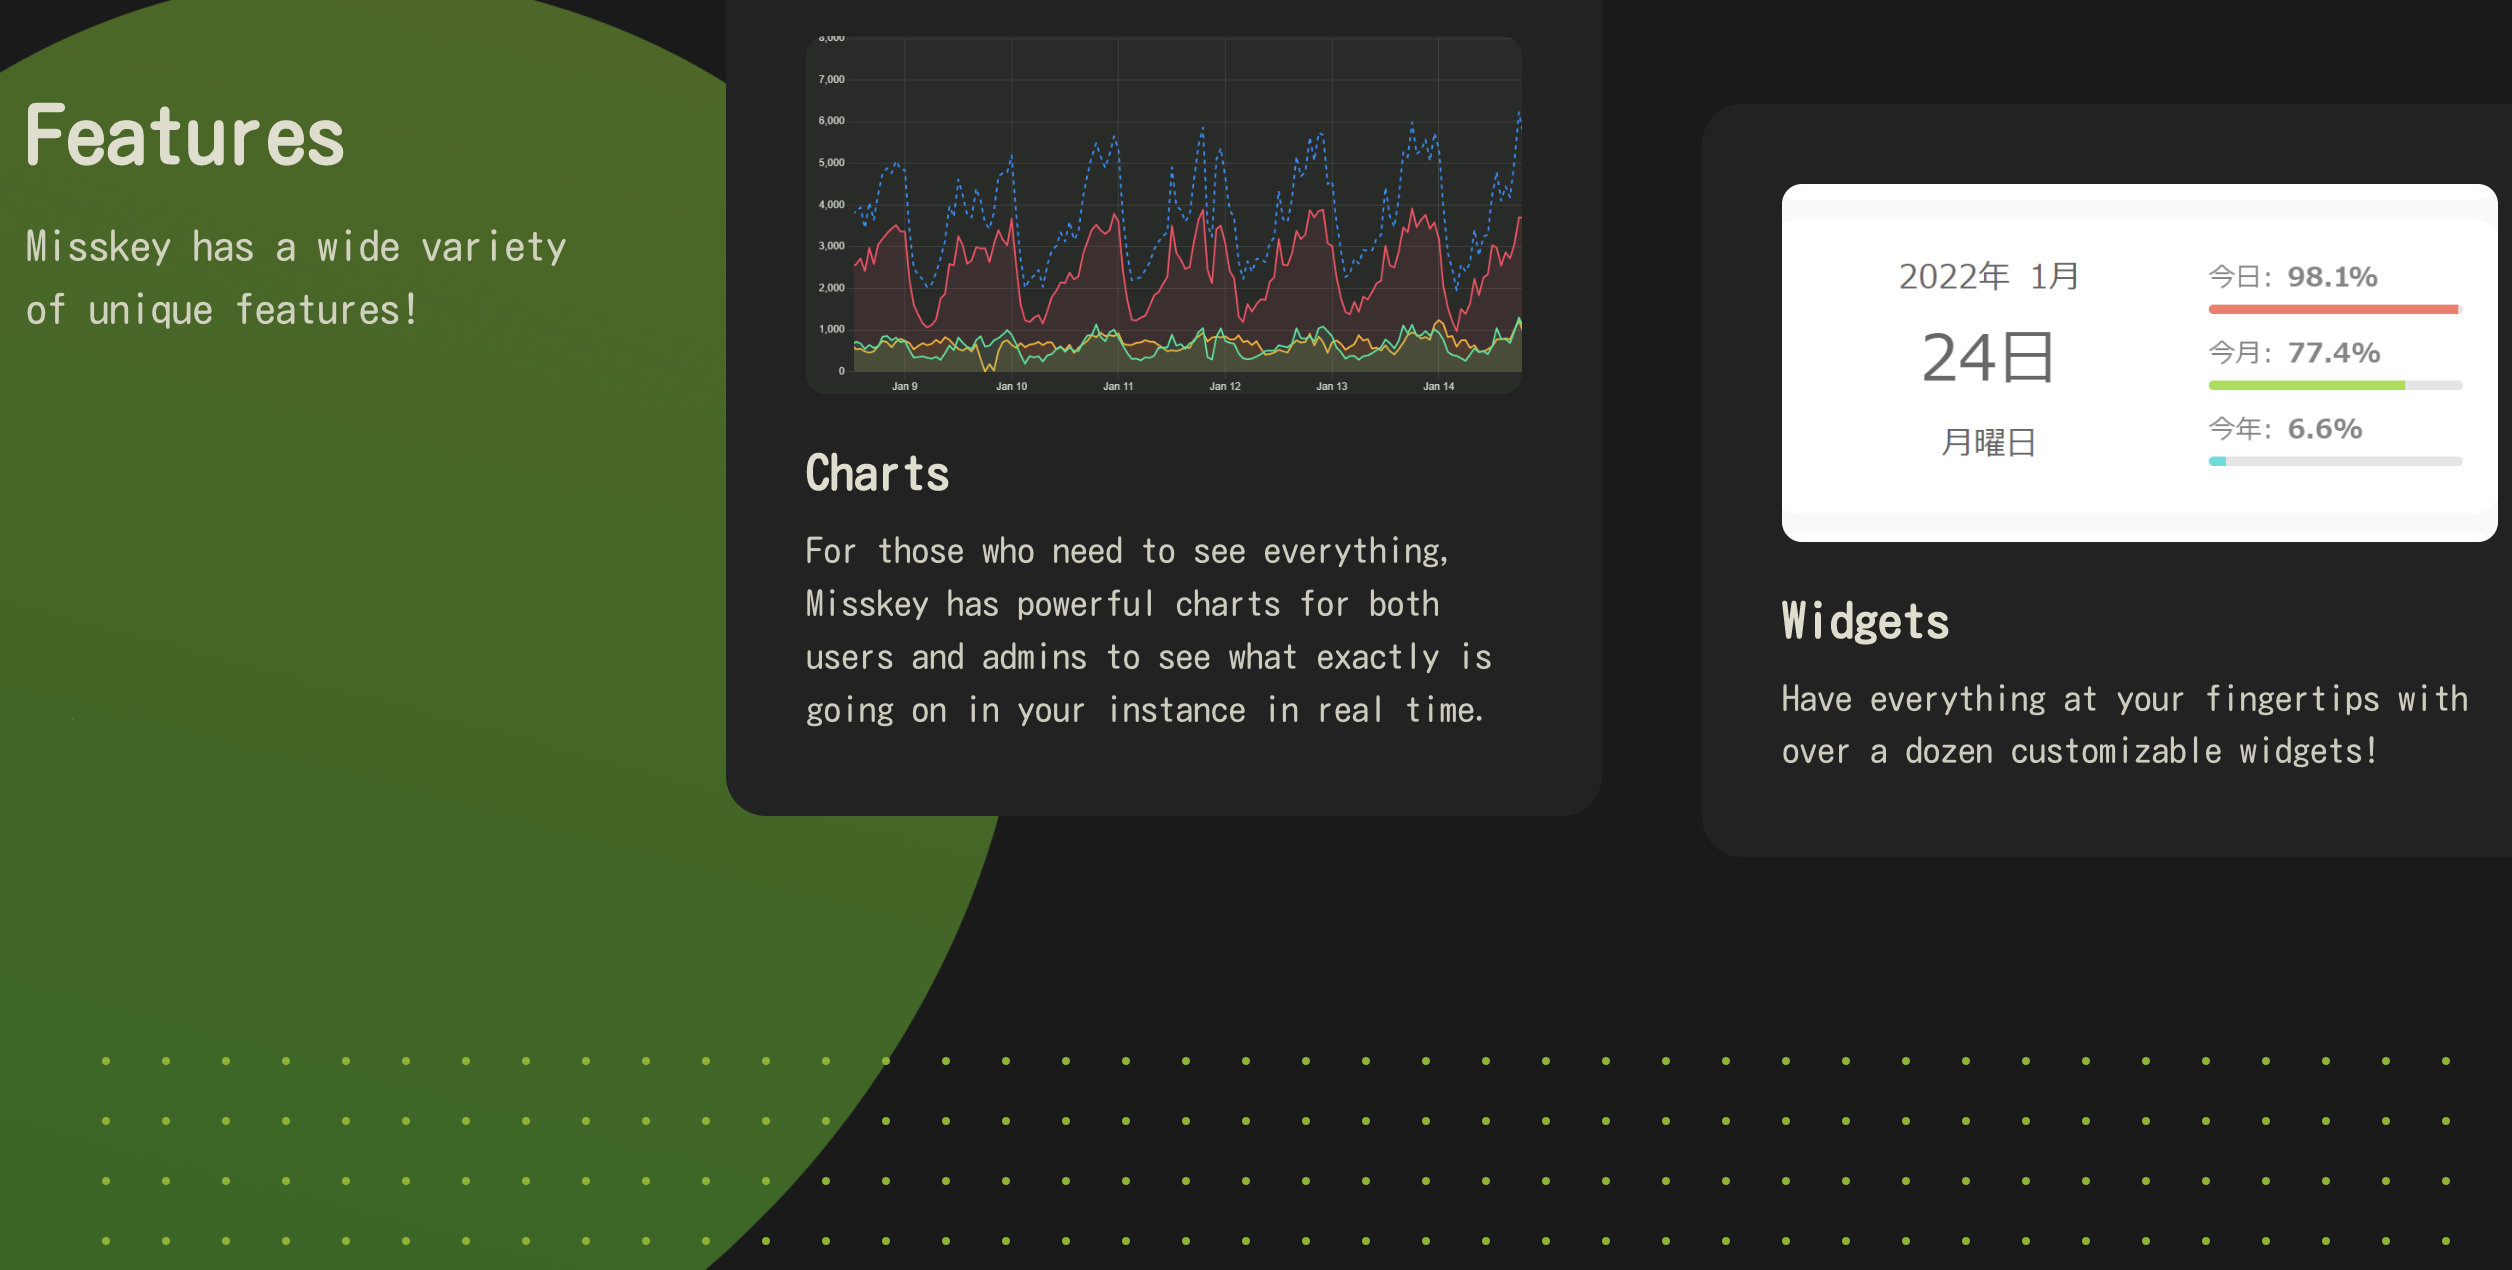 Features
Misskey has a wide variety
of unique features!
8,000
7,000
6,000
5,000
4,000
3,000
2,000
1,000
0
Jan 9
Jan 10
Jan 11
Jan 12
Jan 13
Jan 14
Charts
For those who need to see everything,
Misskey has powerful charts for both
users and admins to see what exactly is
going on in your instance in real time.
2022年 1月
24日
月曜日
今日: 98.1%
今月: 77.4%
今年: 6.6%
Widgets
Have everything at your fingertips with
over a dozen customizable widgets!